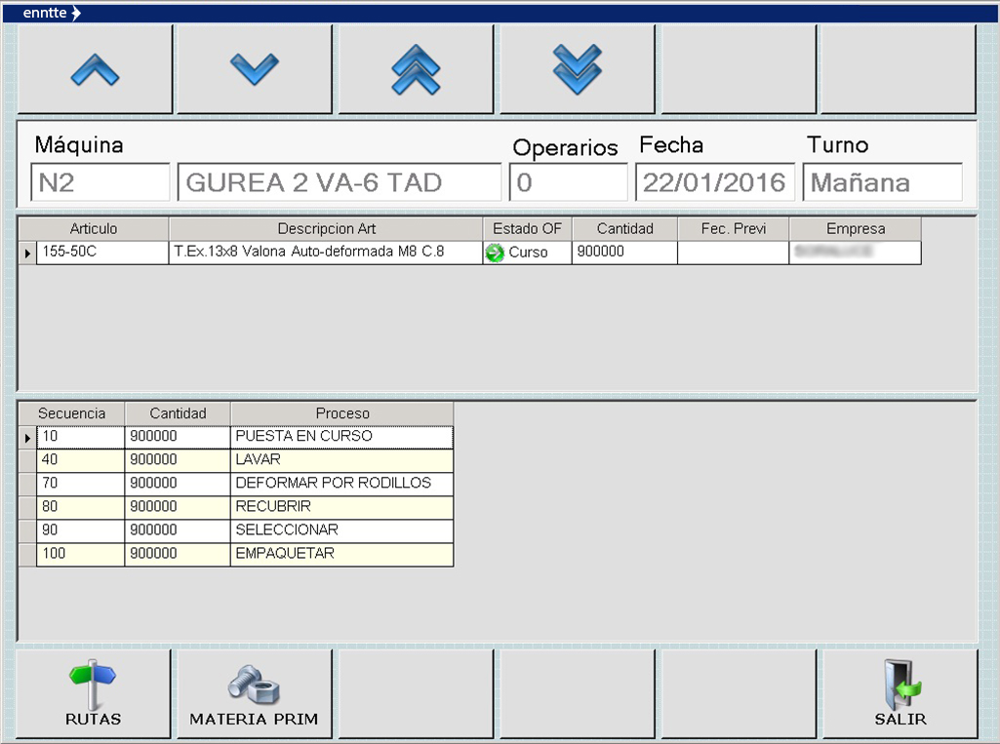 enntte
Máquina Operarios Fecha Turno
N2 GUREA 2 VA-6 TAD 0 22/01/2016 Mañana
Articulo Descripcion Art Estado OF Cantidad Fec. Previ Empresa
155-50C T.Ex.13x8 Valona Auto-deformada M8 C.8 Curso 900000
Secuencia Cantidad Proceso
10 900000 PUESTA EN CURSO
40 900000 LAVAR
70 900000 DEFORMAR POR RODILLOS
80 900000 RECUBRIR
90 900000 SELECCIONAR
100 900000 EMPAQUETAR
RUTAS MATERIA PRIM SALIR